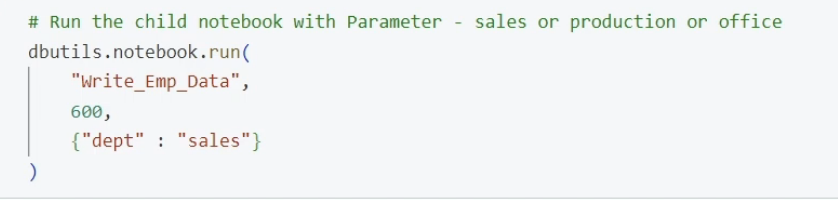 # Run the child notebook with Parameter - sales or production or office
dbutils.notebook.run(
    "Write_Emp_Data",
    600,
    {"dept" : "sales"}
)